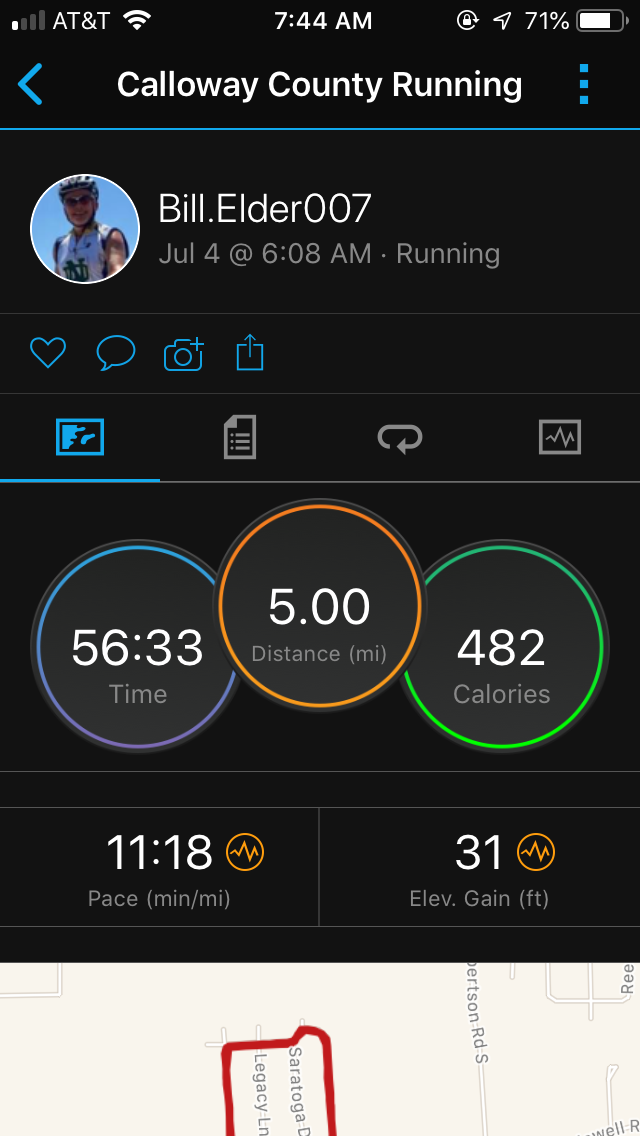 AT&T 7:44 AM 71%
Calloway County Running
Bill.Elder007
Jul 4 @ 6:08 AM · Running
5.00
Distance (mi)
56:33
Time
482
Calories
11:18
Pace (min/mi)
31
Elev. Gain (ft)
Legacy Ln
Saratoga D
bertson Rd S
Ree
well R